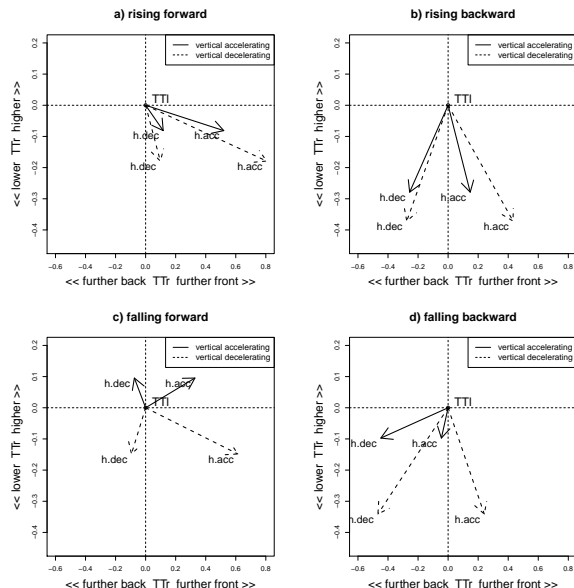 a) rising forward
vertical accelerating
vertical decelerating
TTl
h.dec
h.acc
h.dec
h.acc
0.2
0.1
0.0
−0.1
−0.2
−0.3
−0.4
<< lower TTr higher >>
−0.6 −0.4 −0.2 0.0 0.2 0.4 0.6 0.8
<< further back TTr further front >>
b) rising backward
vertical accelerating
vertical decelerating
TTl
h.dec
h.acc
h.dec
h.acc
0.2
0.1
0.0
−0.1
−0.2
−0.3
−0.4
<< lower TTr higher >>
−0.6 −0.4 −0.2 0.0 0.2 0.4 0.6 0.8
<< further back TTr further front >>
c) falling forward
vertical accelerating
vertical decelerating
h.dec
h.acc
TTl
h.dec
h.acc
0.2
0.1
0.0
−0.1
−0.2
−0.3
−0.4
<< lower TTr higher >>
−0.6 −0.4 −0.2 0.0 0.2 0.4 0.6 0.8
<< further back TTr further front >>
d) falling backward
vertical accelerating
vertical decelerating
TTl
h.dec
h.acc
h.dec
h.acc
0.2
0.1
0.0
−0.1
−0.2
−0.3
−0.4
<< lower TTr higher >>
−0.6 −0.4 −0.2 0.0 0.2 0.4 0.6 0.8
<< further back TTr further front >>